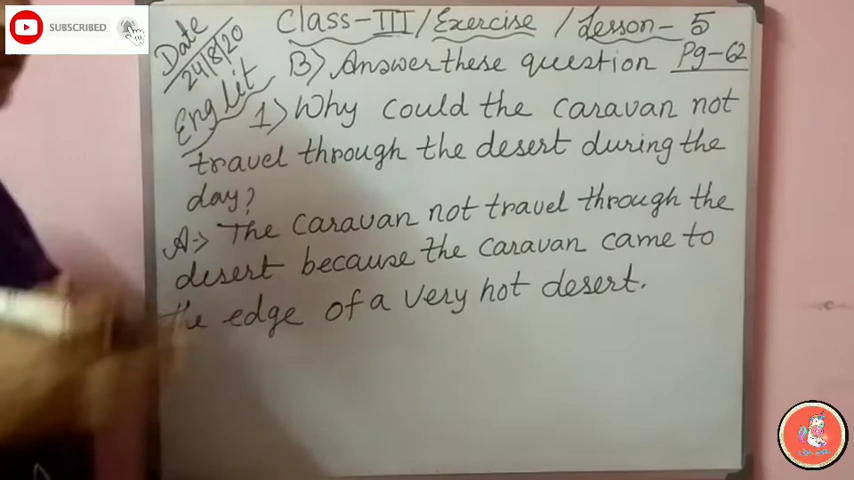 SUBSCRIBED
Date
24/8/20
Eng lit
Class-III/Exercise / Lesson-5
B> Answer these question Pg-62
1> Why could the caravan not
travel through the desert during the
day?
A-> The caravan not travel through the
desert because the caravan came to
the edge of a very hot desert.